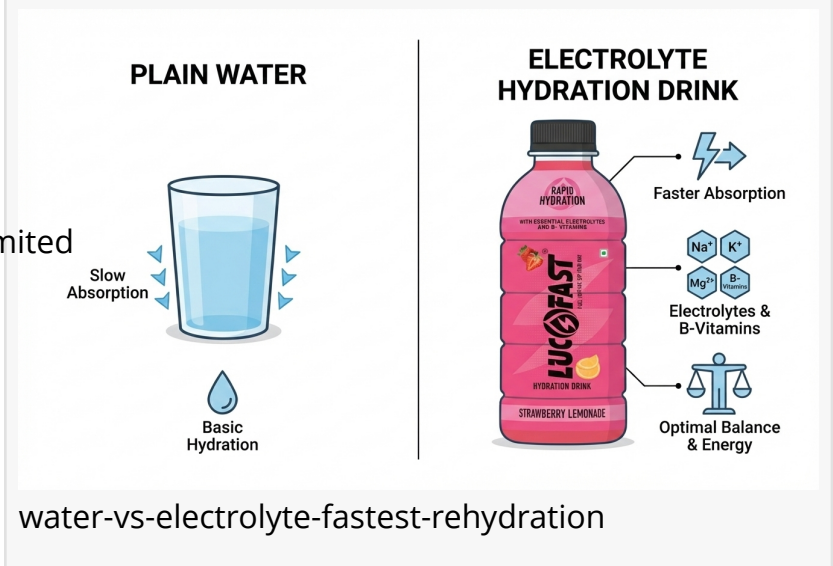 PLAIN WATER
mited
Slow
Absorption
Basic
Hydration
ELECTROLYTE
HYDRATION DRINK
RAPID
HYDRATION
WITH ESSENTIAL ELECTROLYTES
AND B- VITAMINS
LUCOFAST
HYDRATION DRINK
STRAWBERRY LEMONADE
Faster Absorption
Na⁺
K⁺
Mg²⁺
B-
Vitamins
Electrolytes &
B-Vitamins
Optimal Balance
& Energy
water-vs-electrolyte-fastest-rehydration